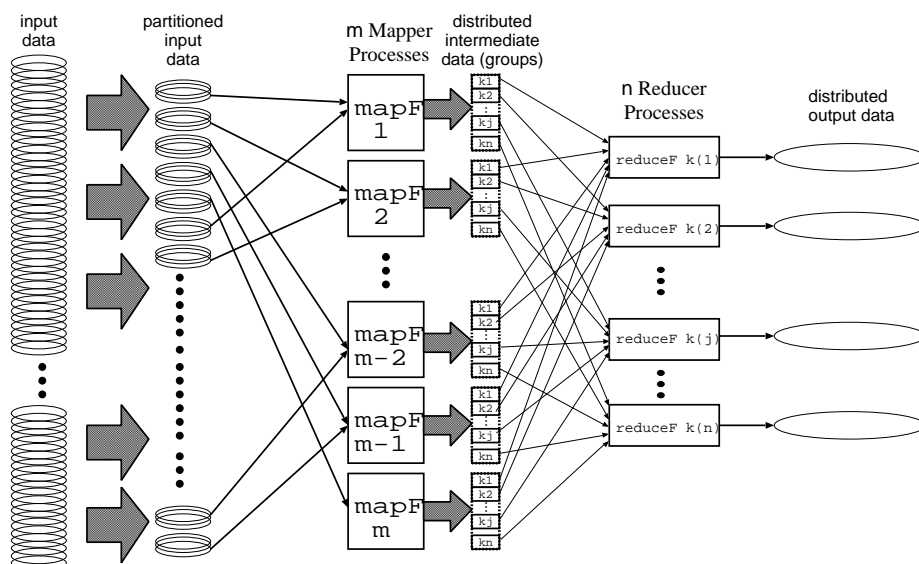 input
data
partitioned
input
data
m Mapper
Processes
distributed
intermediate
data (groups)
n Reducer
Processes
distributed
output data
mapF
1
k1
k2
kj
kn
mapF
2
k1
k2
kj
kn
mapF
m-2
k1
k2
kj
kn
mapF
m-1
k1
k2
kj
kn
mapF
m
k1
k2
kj
kn
reduceF k(1)
reduceF k(2)
reduceF k(j)
reduceF k(n)